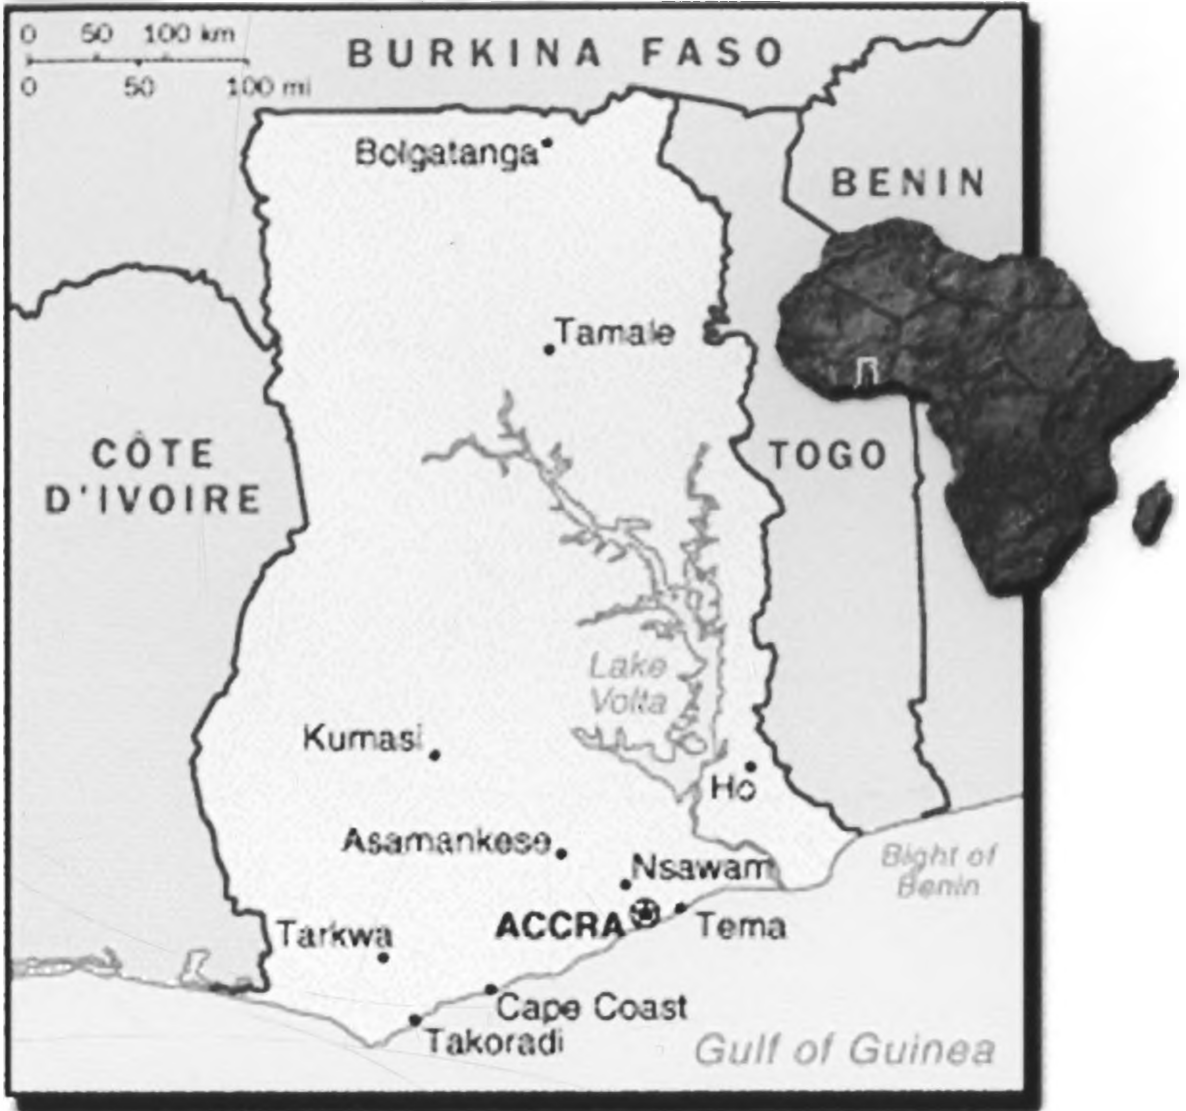 0 50 100 km
0 50 100 mi
BURKINA FASO
Bolgatanga
BENIN
Tamale
CÔTE
D'IVOIRE
TOGO
Lake
Volta
Kumasi
Ho
Asamankese
Nsawam
Bight of
Benin
ACCRA
Tema
Tarkwa
Cape Coast
Takoradi
Gulf of Guinea